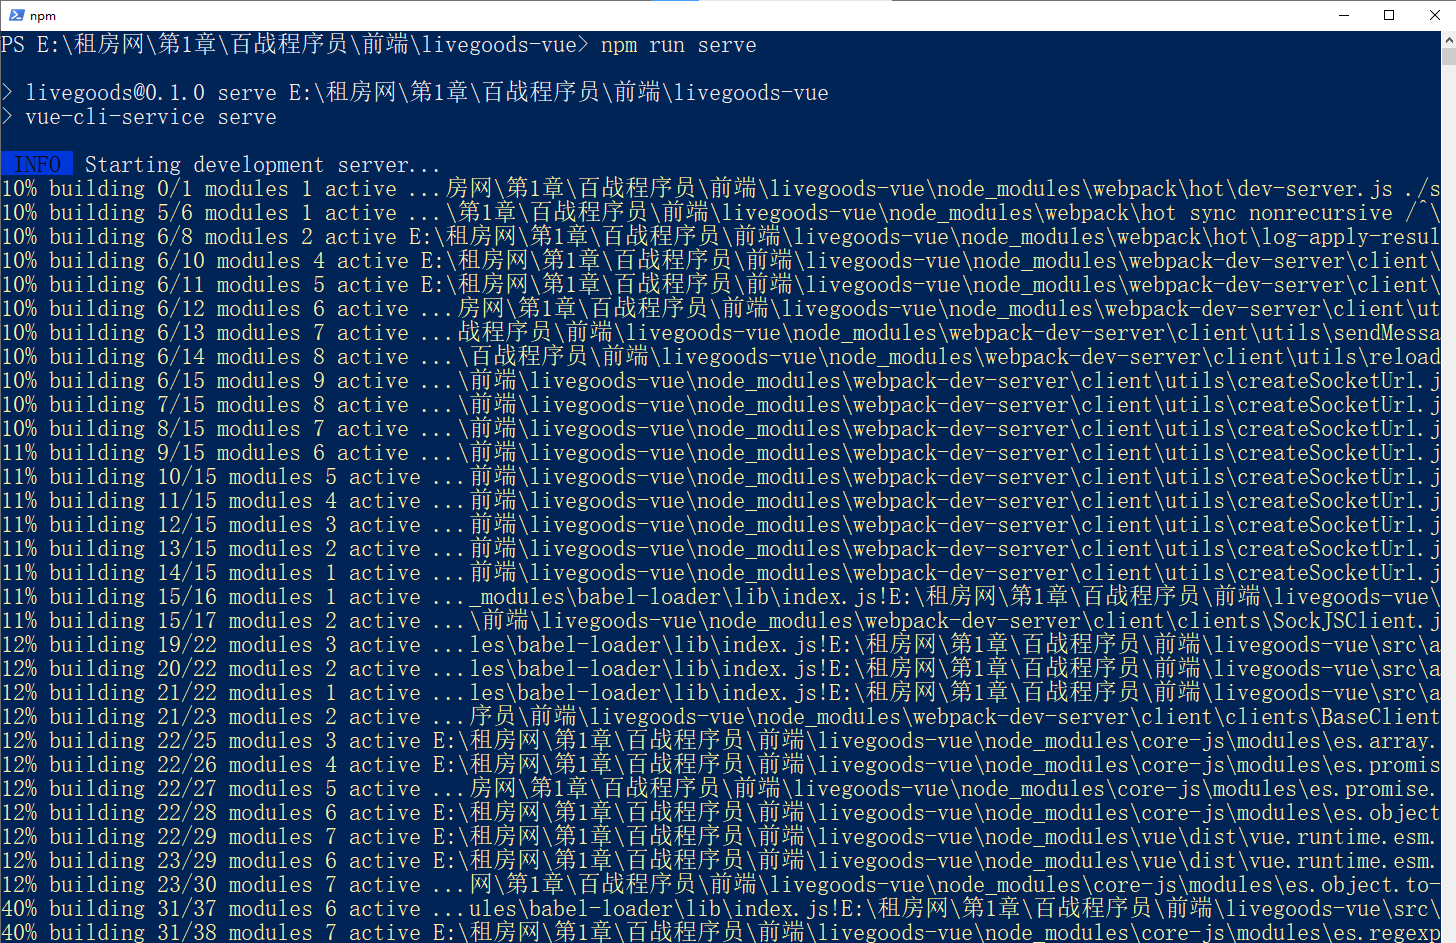 npm
PS E:\租房网\第1章\百战程序员\前端\livegoods-vue> npm run serve
> livegoods@0.1.0 serve E:\租房网\第1章\百战程序员\前端\livegoods-vue
> vue-cli-service serve
INFO Starting development server...
10% building 0/1 modules 1 active ...房网\第1章\百战程序员\前端\livegoods-vue\node_modules\webpack\hot\dev-server.js ./s
10% building 5/6 modules 1 active ...\第1章\百战程序员\前端\livegoods-vue\node_modules\webpack\hot sync nonrecursive /^\
10% building 6/8 modules 2 active E:\租房网\第1章\百战程序员\前端\livegoods-vue\node_modules\webpack\hot\log-apply-resul
10% building 6/10 modules 4 active E:\租房网\第1章\百战程序员\前端\livegoods-vue\node_modules\webpack-dev-server\client\
10% building 6/11 modules 5 active E:\租房网\第1章\百战程序员\前端\livegoods-vue\node_modules\webpack-dev-server\client\
10% building 6/12 modules 6 active ...房网\第1章\百战程序员\前端\livegoods-vue\node_modules\webpack-dev-server\client\ut
10% building 6/13 modules 7 active ...战程序员\前端\livegoods-vue\node_modules\webpack-dev-server\client\utils\sendMessa
10% building 6/14 modules 8 active ...\百战程序员\前端\livegoods-vue\node_modules\webpack-dev-server\client\utils\reload
10% building 6/15 modules 9 active ...\前端\livegoods-vue\node_modules\webpack-dev-server\client\utils\createSocketUrl.j
10% building 7/15 modules 8 active ...\前端\livegoods-vue\node_modules\webpack-dev-server\client\utils\createSocketUrl.j
10% building 8/15 modules 7 active ...\前端\livegoods-vue\node_modules\webpack-dev-server\client\utils\createSocketUrl.j
11% building 9/15 modules 6 active ...\前端\livegoods-vue\node_modules\webpack-dev-server\client\utils\createSocketUrl.j
11% building 10/15 modules 5 active ...前端\livegoods-vue\node_modules\webpack-dev-server\client\utils\createSocketUrl.j
11% building 11/15 modules 4 active ...前端\livegoods-vue\node_modules\webpack-dev-server\client\utils\createSocketUrl.j
11% building 12/15 modules 3 active ...前端\livegoods-vue\node_modules\webpack-dev-server\client\utils\createSocketUrl.j
11% building 13/15 modules 2 active ...前端\livegoods-vue\node_modules\webpack-dev-server\client\utils\createSocketUrl.j
11% building 14/15 modules 1 active ...前端\livegoods-vue\node_modules\webpack-dev-server\client\utils\createSocketUrl.j
11% building 15/16 modules 1 active ..._modules\babel-loader\lib\index.js!E:\租房网\第1章\百战程序员\前端\livegoods-vue\
11% building 15/17 modules 2 active ...\前端\livegoods-vue\node_modules\webpack-dev-server\client\clients\SockJSClient.j
12% building 19/22 modules 3 active ...les\babel-loader\lib\index.js!E:\租房网\第1章\百战程序员\前端\livegoods-vue\src\a
12% building 20/22 modules 2 active ...les\babel-loader\lib\index.js!E:\租房网\第1章\百战程序员\前端\livegoods-vue\src\a
12% building 21/22 modules 1 active ...les\babel-loader\lib\index.js!E:\租房网\第1章\百战程序员\前端\livegoods-vue\src\a
12% building 21/23 modules 2 active ...序员\前端\livegoods-vue\node_modules\webpack-dev-server\client\clients\BaseClient
12% building 22/25 modules 3 active E:\租房网\第1章\百战程序员\前端\livegoods-vue\node_modules\core-js\modules\es.array.
12% building 22/26 modules 4 active E:\租房网\第1章\百战程序员\前端\livegoods-vue\node_modules\core-js\modules\es.promis
12% building 22/27 modules 5 active ...房网\第1章\百战程序员\前端\livegoods-vue\node_modules\core-js\modules\es.promise.
12% building 22/28 modules 6 active E:\租房网\第1章\百战程序员\前端\livegoods-vue\node_modules\core-js\modules\es.object
12% building 22/29 modules 7 active E:\租房网\第1章\百战程序员\前端\livegoods-vue\node_modules\vue\dist\vue.runtime.esm.
12% building 23/29 modules 6 active E:\租房网\第1章\百战程序员\前端\livegoods-vue\node_modules\vue\dist\vue.runtime.esm.
12% building 23/30 modules 7 active ...网\第1章\百战程序员\前端\livegoods-vue\node_modules\core-js\modules\es.object.to-
40% building 31/37 modules 6 active ...ules\babel-loader\lib\index.js!E:\租房网\第1章\百战程序员\前端\livegoods-vue\src\
40% building 31/38 modules 7 active E:\租房网\第1章\百战程序员\前端\livegoods-vue\node_modules\core-js\modules\es.regexp